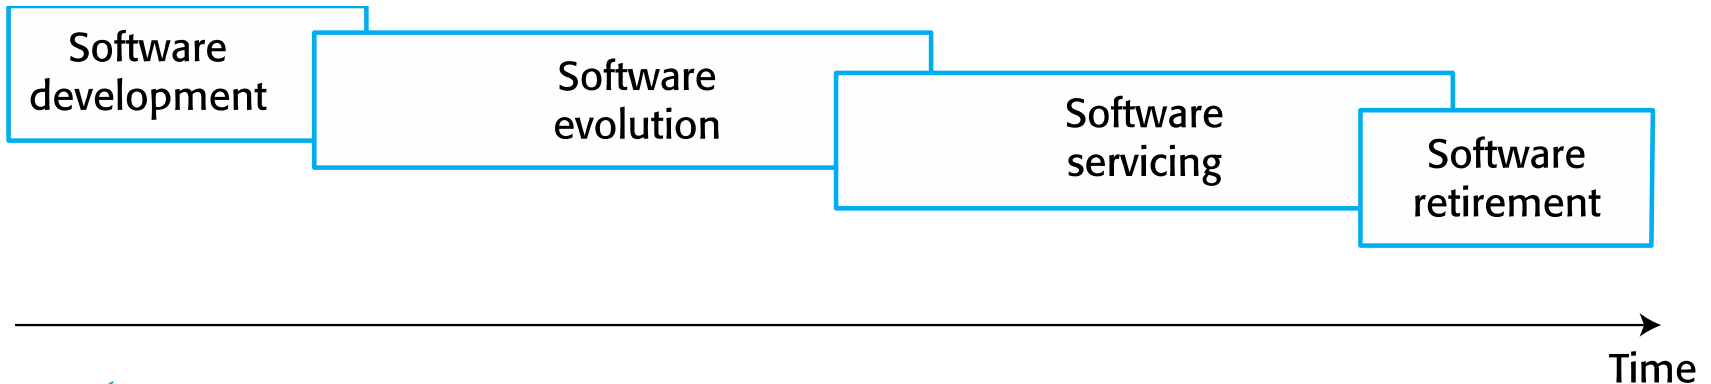 Software
development
Software
evolution
Software
servicing
Software
retirement
Time